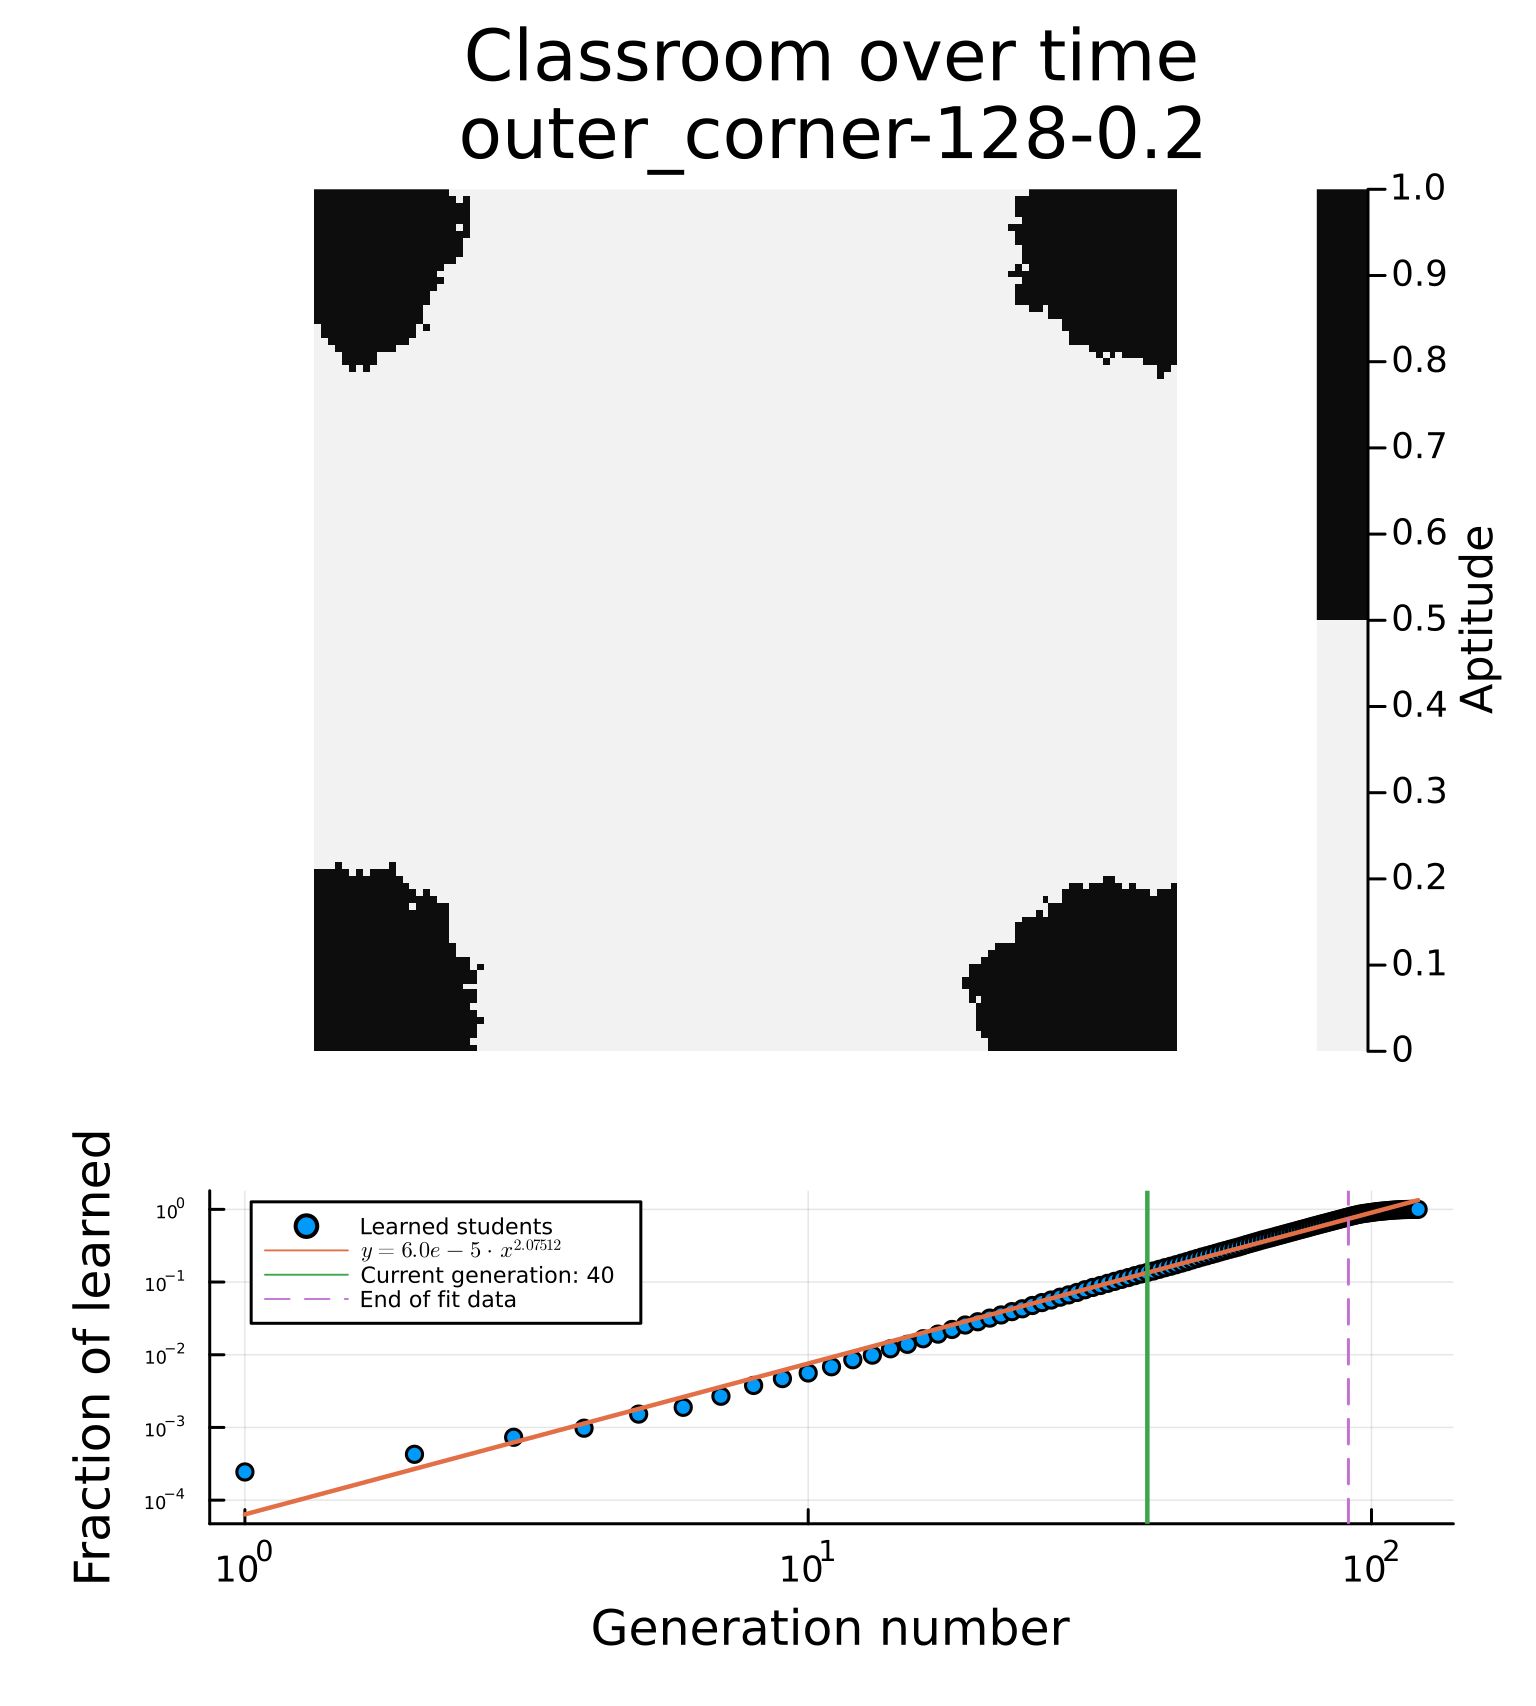 Classroom over time
outer_corner-128-0.2
1.0
0.9
0.8
0.7
0.6
0.5
0.4
0.3
0.2
0.1
0
Aptitude
Fraction of learned
10^0
10^-1
10^-2
10^-3
10^-4
Learned students
y = 6.0e − 5 · x^2.07512
Current generation: 40
End of fit data
10^0
10^1
10^2
Generation number